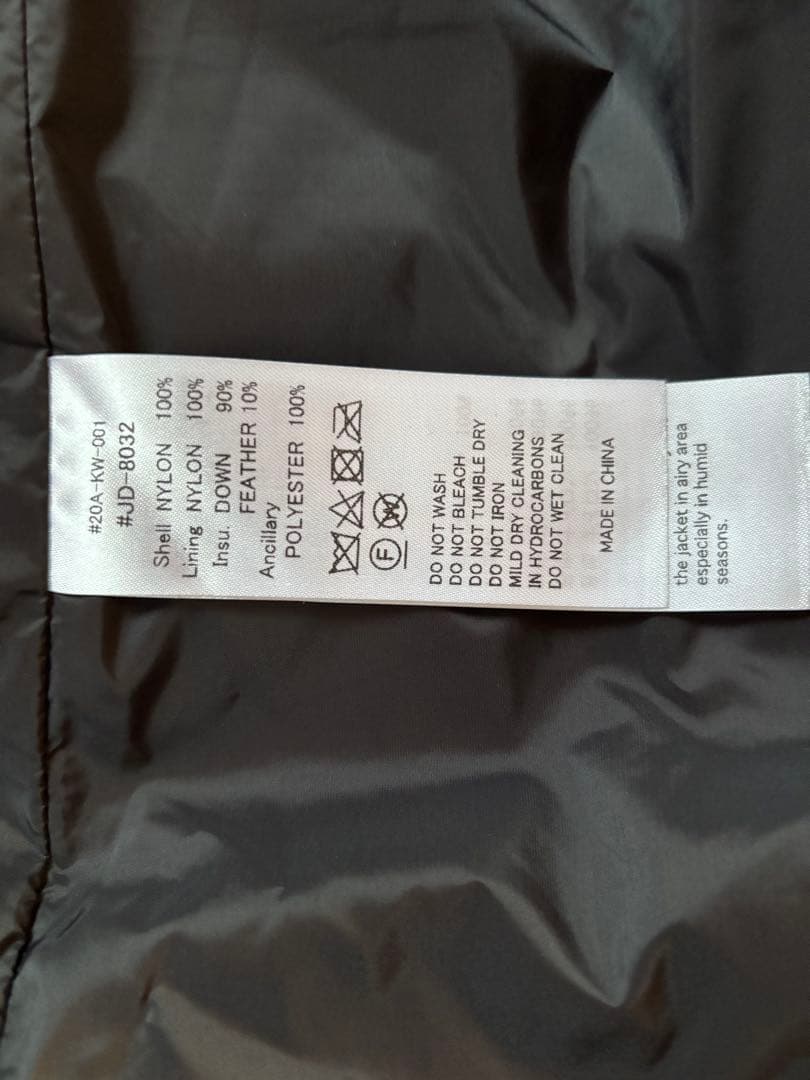 #20A-KW-001
#JD-8032
Shell NYLON 100%
Lining NYLON 100%
Insu. DOWN 90%
FEATHER 10%
Ancillary
POLYESTER 100%
F W
DO NOT WASH
DO NOT BLEACH
DO NOT TUMBLE DRY
DO NOT IRON
MILD DRY CLEANING
IN HYDROCARBONS
DO NOT WET CLEAN
MADE IN CHINA
the jacket in airy area
especially in humid
seasons.